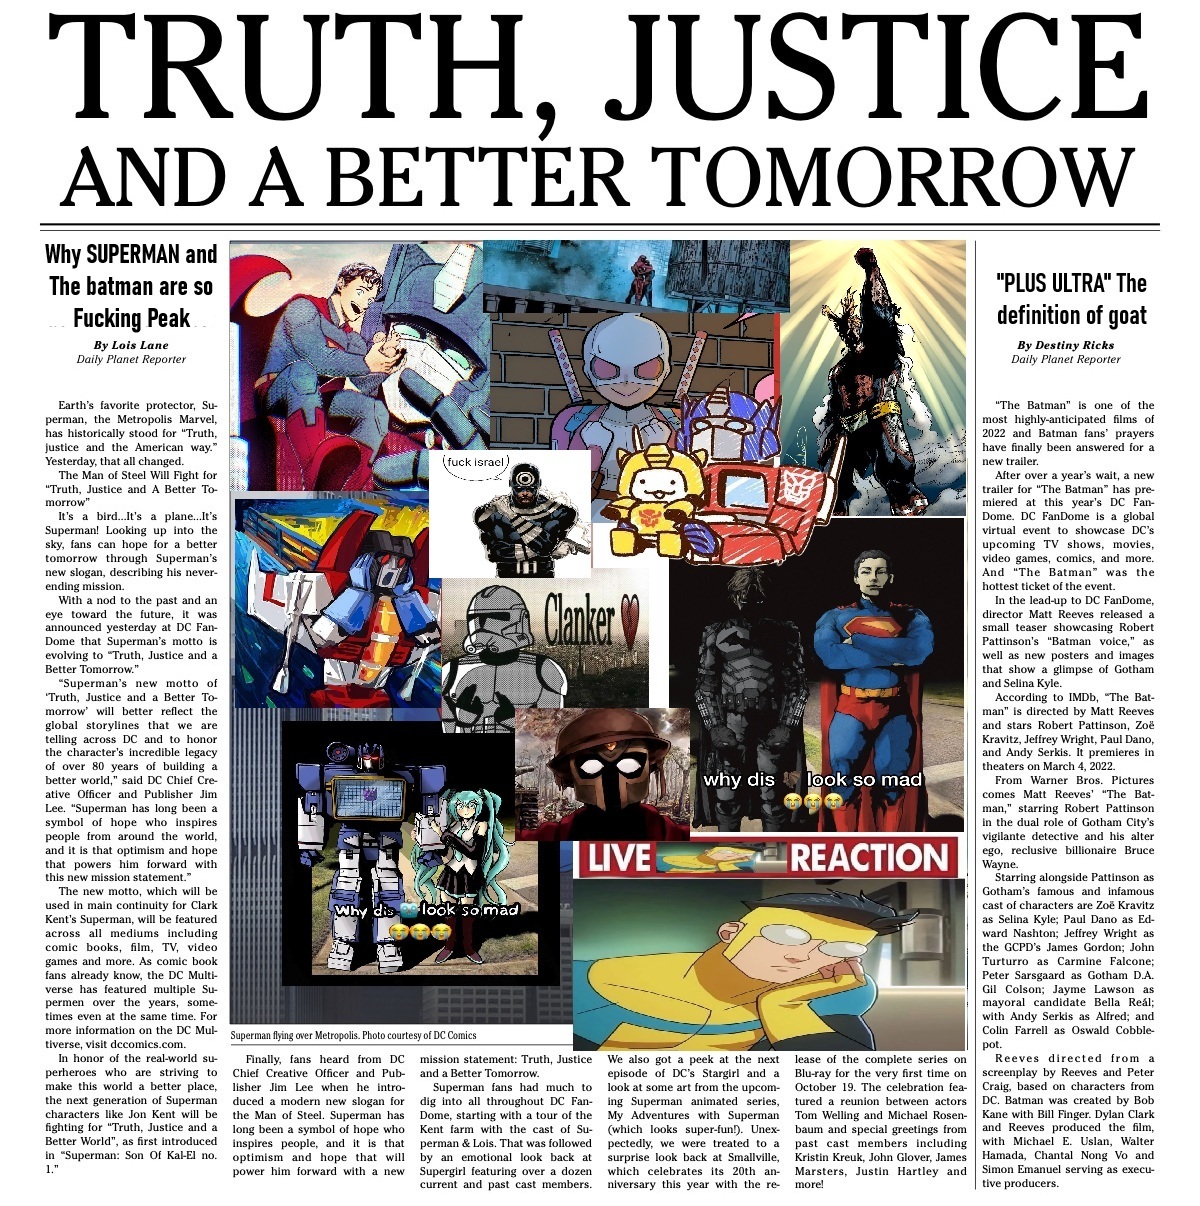 TRUTH, JUSTICE
AND A BETTER TOMORROW
Why SUPERMAN and
The batman are so
Fucking Peak
By Lois Lane
Daily Planet Reporter
Earth's favorite protector, Su-
perman, the Metropolis Marvel,
has historically stood for "Truth,
justice and the American way."
Yesterday, that all changed.
The Man of Steel Will Fight for
"Truth, Justice and A Better To-
morrow"
It's a bird...It's a plane...It's
Superman! Looking up into the
sky, fans can hope for a better
tomorrow through Superman's
new slogan, describing his never-
ending mission.
With a nod to the past and an
eye toward the future, it was
announced yesterday at DC Fan-
Dome that Superman's motto is
evolving to "Truth, Justice and a
Better Tomorrow."
"Superman's new motto of
'Truth, Justice and a Better To-
morrow' will better reflect the
global storylines that we are
telling across DC and to honor
the character's incredible legacy
of over 80 years of building a
better world," said DC Chief Cre-
ative Officer and Publisher Jim
Lee. "Superman has long been a
symbol of hope who inspires
people from around the world,
and it is that optimism and hope
that powers him forward with
this new mission statement."
The new motto, which will be
used in main continuity for Clark
Kent's Superman, will be featured
across all mediums including
comic books, film, TV, video
games and more. As comic book
fans already know, the DC Multi-
verse has featured multiple Su-
permen over the years, some-
times even at the same time. For
more information on the DC Mul-
tiverse, visit dccomics.com.
In honor of the real-world su-
perheroes who are striving to
make this world a better place,
the next generation of Superman
characters like Jon Kent will be
fighting for "Truth, Justice and a
Better World", as first introduced
in "Superman: Son Of Kal-El no.
1."
fuck israel
Clanker
why dis look so mad
Why dis look so mad
LIVE REACTION
Superman flying over Metropolis. Photo courtesy of DC Comics
Finally, fans heard from DC
Chief Creative Officer and Pub-
lisher Jim Lee when he intro-
duced a modern new slogan for
the Man of Steel. Superman has
long been a symbol of hope who
inspires people, and it is that
optimism and hope that will
power him forward with a new
mission statement: Truth, Justice
and a Better Tomorrow.
Superman fans had much to
dig into all throughout DC Fan-
Dome, starting with a tour of the
Kent farm with the cast of Su-
perman & Lois. That was followed
by an emotional look back at
Supergirl featuring over a dozen
current and past cast members.
We also got a peek at the next
episode of DC's Stargirl and a
look at some art from the upcom-
ing Superman animated series,
My Adventures with Superman
(which looks super-fun!). Unex-
pectedly, we were treated to a
surprise look back at Smallville,
which celebrates its 20th an-
niversary this year with the re-
lease of the complete series on
Blu-ray for the very first time on
October 19. The celebration fea-
tured a reunion between actors
Tom Welling and Michael Rosen-
baum and special greetings from
past cast members including
Kristin Kreuk, John Glover, James
Marsters, Justin Hartley and
more!
"PLUS ULTRA" The
definition of goat
By Destiny Ricks
Daily Planet Reporter
"The Batman" is one of the
most highly-anticipated films of
2022 and Batman fans' prayers
have finally been answered for a
new trailer.
After over a year's wait, a new
trailer for "The Batman" has pre-
miered at this year's DC Fan-
Dome. DC FanDome is a global
virtual event to showcase DC's
upcoming TV shows, movies,
video games, comics, and more.
And "The Batman" was the
hottest ticket of the event.
In the lead-up to DC FanDome,
director Matt Reeves released a
small teaser showcasing Robert
Pattinson's "Batman voice," as
well as new posters and images
that show a glimpse of Gotham
and Selina Kyle.
According to IMDb, "The Bat-
man" is directed by Matt Reeves
and stars Robert Pattinson, Zoë
Kravitz, Jeffrey Wright, Paul Dano,
and Andy Serkis. It premieres in
theaters on March 4, 2022.
From Warner Bros. Pictures
comes Matt Reeves' "The Bat-
man," starring Robert Pattinson
in the dual role of Gotham City's
vigilante detective and his alter
ego, reclusive billionaire Bruce
Wayne.
Starring alongside Pattinson as
Gotham's famous and infamous
cast of characters are Zoë Kravitz
as Selina Kyle; Paul Dano as Ed-
ward Nashton; Jeffrey Wright as
the GCPD's James Gordon; John
Turturro as Carmine Falcone;
Peter Sarsgaard as Gotham D.A.
Gil Colson; Jayme Lawson as
mayoral candidate Bella Reál;
with Andy Serkis as Alfred; and
Colin Farrell as Oswald Cobble-
pot.
Reeves directed from a
screenplay by Reeves and Peter
Craig, based on characters from
DC. Batman was created by Bob
Kane with Bill Finger. Dylan Clark
and Reeves produced the film,
with Michael E. Uslan, Walter
Hamada, Chantal Nong Vo and
Simon Emanuel serving as execu-
tive producers.